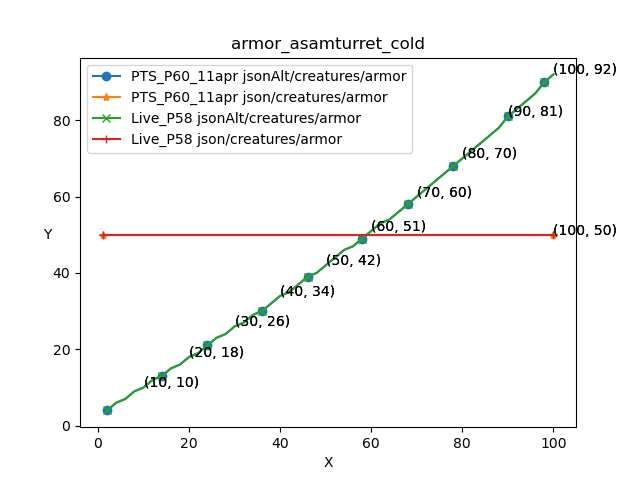 armor_asamturret_cold
PTS_P60_11apr jsonAlt/creatures/armor
PTS_P60_11apr json/creatures/armor
Live_P58 jsonAlt/creatures/armor
Live_P58 json/creatures/armor
(100, 92)
(90, 81)
(80, 70)
(70, 60)
(60, 51)
(100, 50)
(50, 42)
(40, 34)
(30, 26)
(20, 18)
(10, 10)
Y
80
60
40
20
0
0 20 40 60 80 100
X